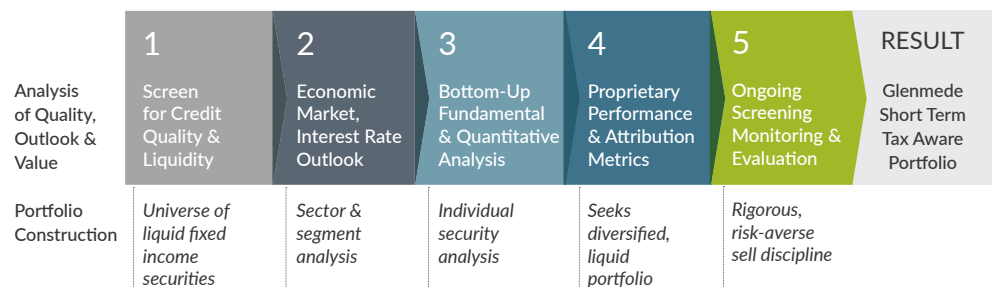 1
2
3
4
5
RESULT
Analysis
of Quality,
Outlook &
Value
Screen
for Credit
Quality &
Liquidity
Economic
Market,
Interest Rate
Outlook
Bottom-Up
Fundamental
& Quantitative
Analysis
Proprietary
Performance
& Attribution
Metrics
Ongoing
Screening
Monitoring &
Evaluation
Glenmede
Short Term
Tax Aware
Portfolio
Portfolio
Construction
Universe of
liquid fixed
income
securities
Sector &
segment
analysis
Individual
security
analysis
Seeks
diversified,
liquid
portfolio
Rigorous,
risk-averse
sell discipline